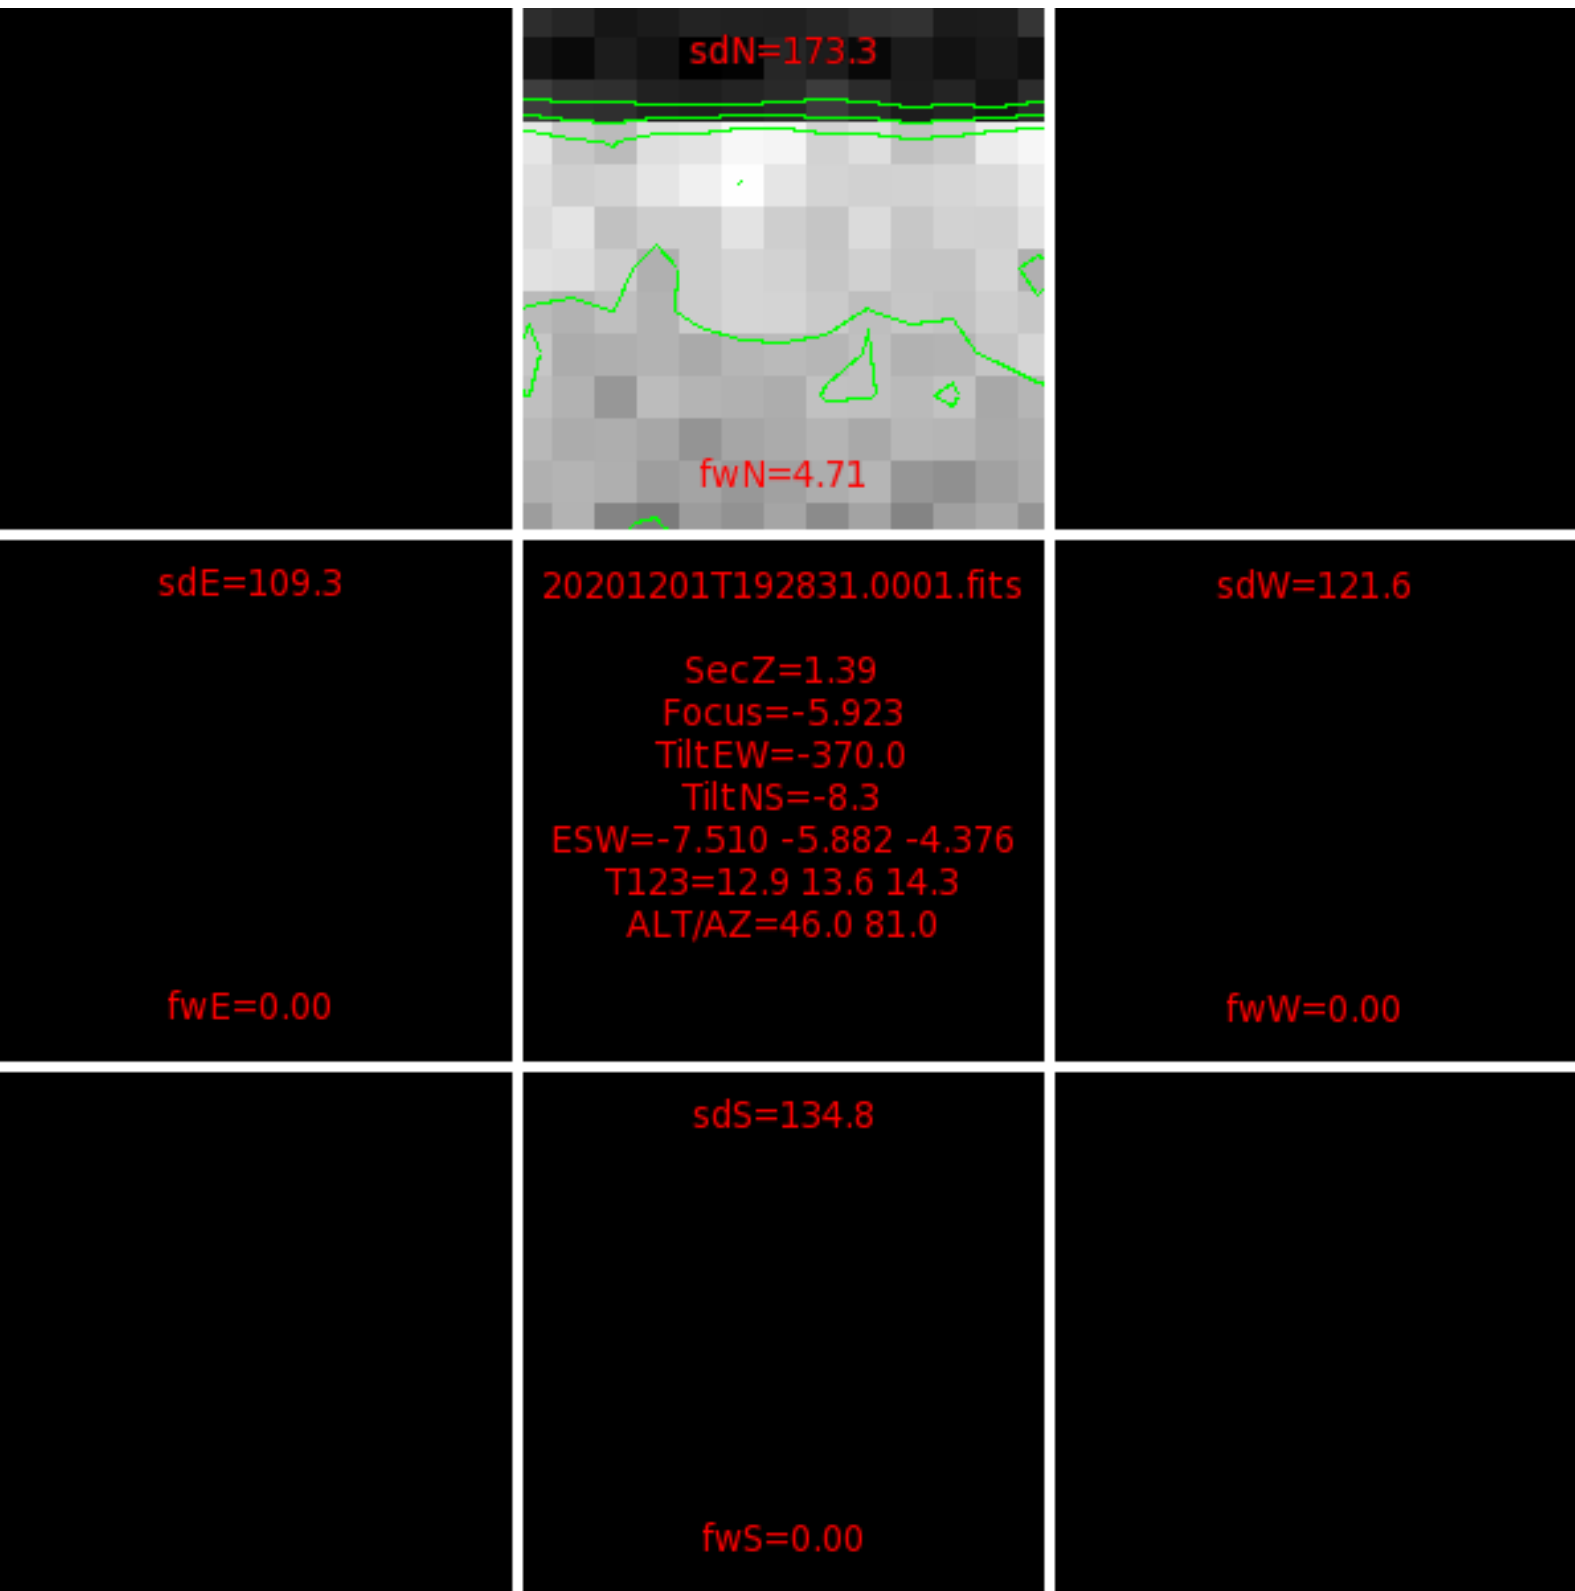 sdN=173.3
fwN=4.71
sdE=109.3
20201201T192831.0001.fits
sdW=121.6
SecZ=1.39
Focus=-5.923
TiltEW=-370.0
TiltNS=-8.3
ESW=-7.510 -5.882 -4.376
T123=12.9 13.6 14.3
ALT/AZ=46.0 81.0
fwE=0.00
fwW=0.00
sdS=134.8
fwS=0.00